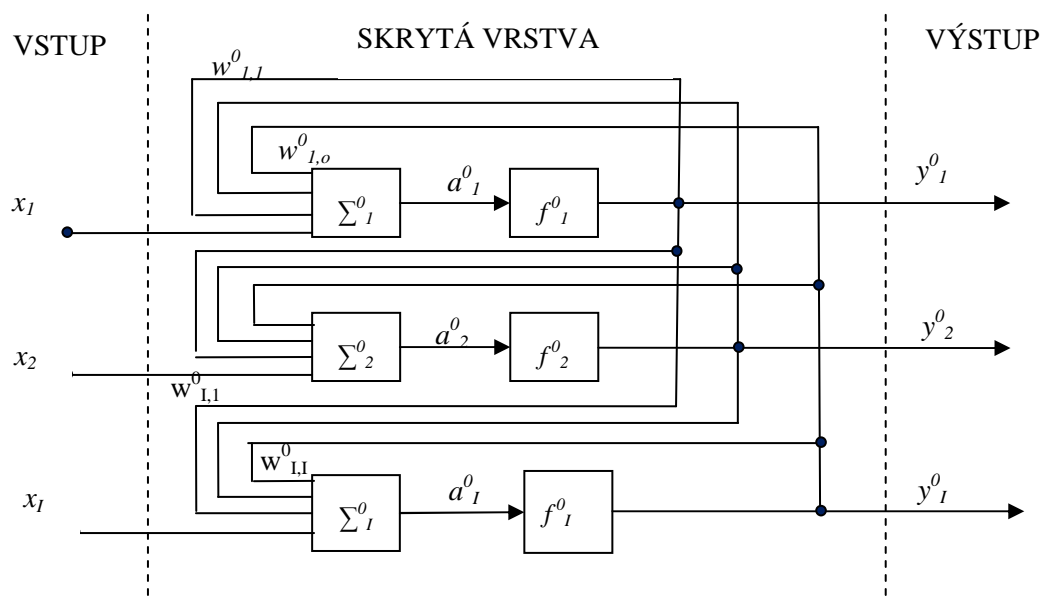 VSTUP SKRYTÁ VRSTVA VÝSTUP
w⁰1,1
w⁰1,o
x1 ∑⁰1 a⁰1 f⁰1 y⁰1
x2 ∑⁰2 a⁰2 f⁰2 y⁰2
w⁰I,1
w⁰I,I
xI ∑⁰I a⁰I f⁰I y⁰I